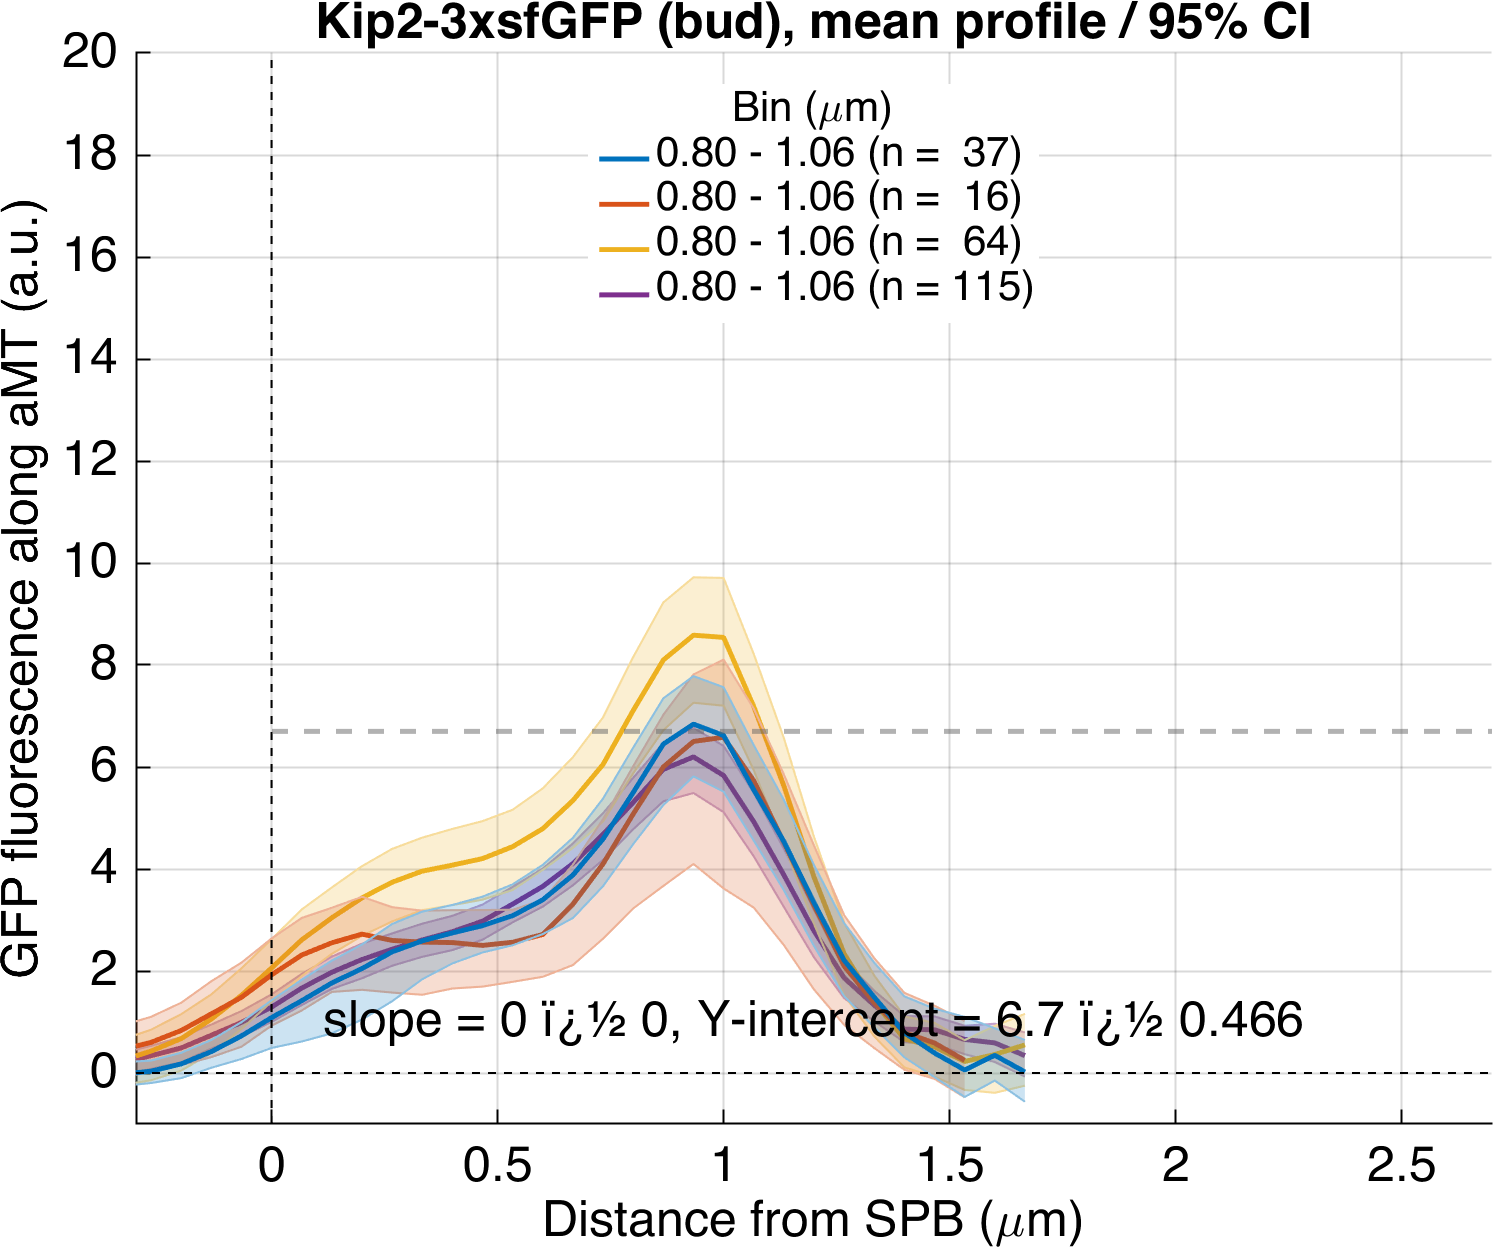 Kip2-3xsfGFP (bud), mean profile / 95% CI
20
18
16
14
12
10
8
6
4
2
0
GFP fluorescence along aMT (a.u.)
Bin (μm)
0.80 - 1.06 (n = 37)
0.80 - 1.06 (n = 16)
0.80 - 1.06 (n = 64)
0.80 - 1.06 (n = 115)
slope = 0 ï¿½ 0, Y-intercept = 6.7 ï¿½ 0.466
0 0.5 1 1.5 2 2.5
Distance from SPB (μm)